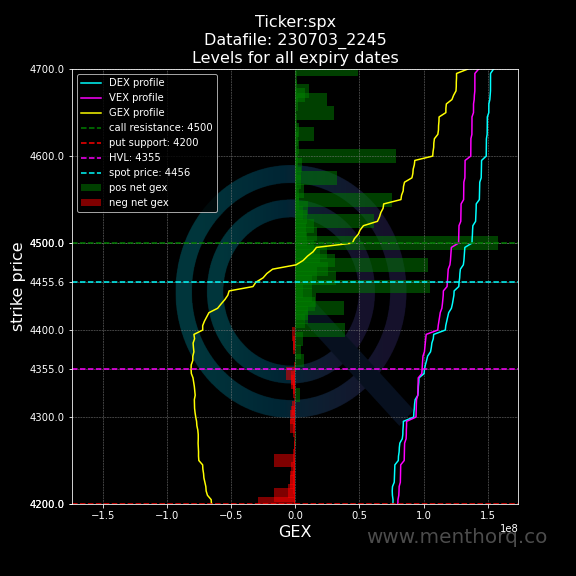 Ticker:spx
Datafile: 230703_2245
Levels for all expiry dates
DEX profile
VEX profile
GEX profile
call resistance: 4500
put support: 4200
HVL: 4355
spot price: 4456
pos net gex
neg net gex
strike price
4700.0
4600.0
4500.0
4455.6
4400.0
4355.0
4300.0
4200.0
−1.5 −1.0 −0.5 0.0 0.5 1.0 1.5
1e8
GEX
www.menthorq.co